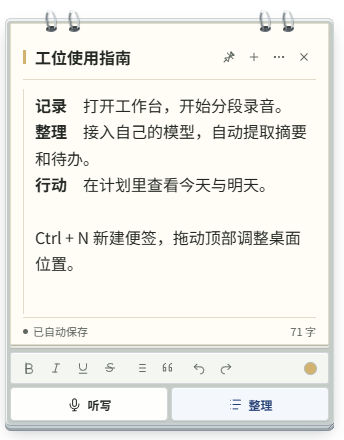 工位使用指南
记录 打开工作台，开始分段录音。
整理 接入自己的模型，自动提取摘要
和待办。
行动 在计划里查看今天与明天。
Ctrl + N 新建便签，拖动顶部调整桌面
位置。
已自动保存 71 字
B I U S
听写 整理